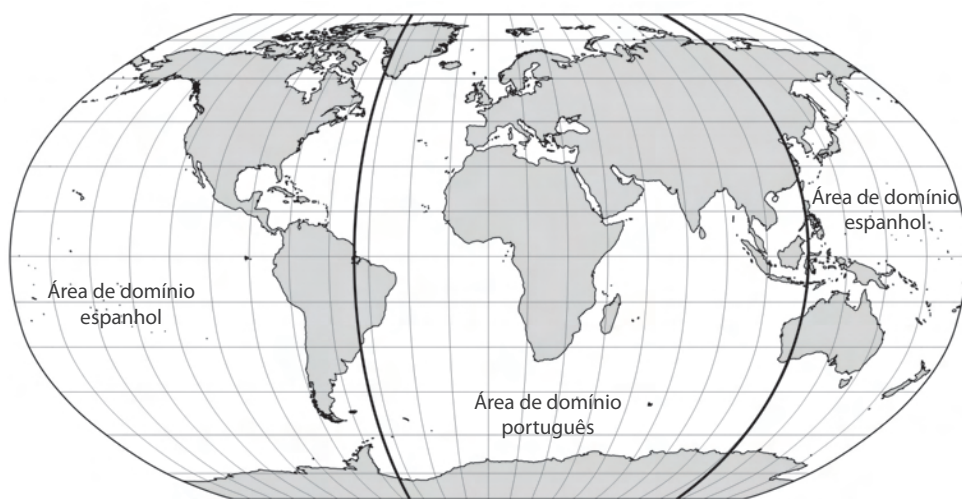 Área de domínio
espanhol
Área de domínio
espanhol
Área de domínio
português